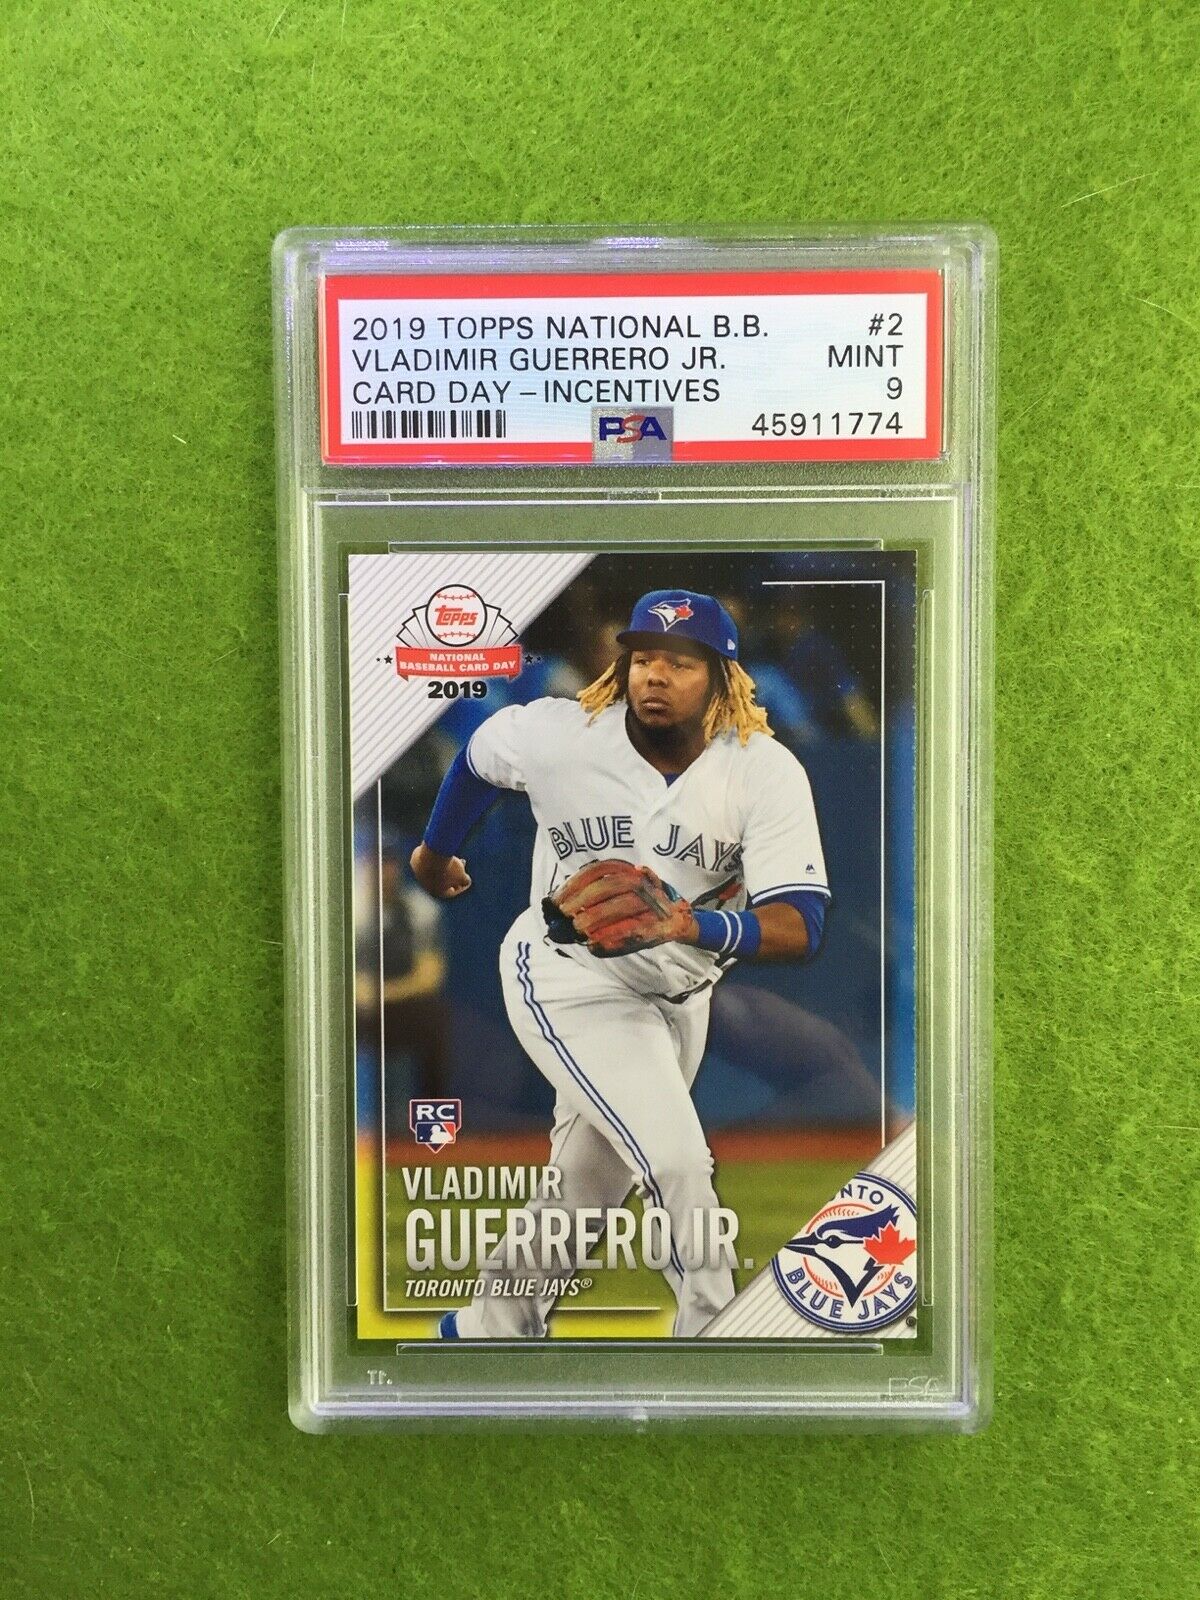 2019 TOPPS NATIONAL B.B. #2
VLADIMIR GUERRERO JR. MINT
CARD DAY - INCENTIVES 9
PSA 45911774
Topps
NATIONAL
BASEBALL CARD DAY
2019
BLUE JAYS
RC
VLADIMIR
GUERRERO JR.
TORONTO BLUE JAYS®
ONTO
BLUE JAYS
PSA